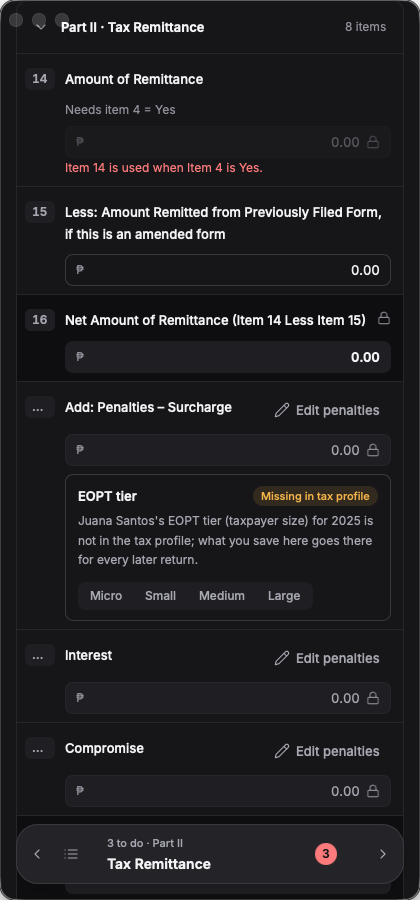 Part II · Tax Remittance
8 items
14
Amount of Remittance
Needs item 4 = Yes
₱
0.00
Item 14 is used when Item 4 is Yes.
15
Less: Amount Remitted from Previously Filed Form,
if this is an amended form
₱
0.00
16
Net Amount of Remittance (Item 14 Less Item 15)
₱
0.00
...
Add: Penalties – Surcharge
Edit penalties
₱
0.00
EOPT tier
Missing in tax profile
Juana Santos's EOPT tier (taxpayer size) for 2025 is
not in the tax profile; what you save here goes there
for every later return.
Micro
Small
Medium
Large
...
Interest
Edit penalties
₱
0.00
...
Compromise
Edit penalties
₱
0.00
3 to do · Part II
Tax Remittance
3